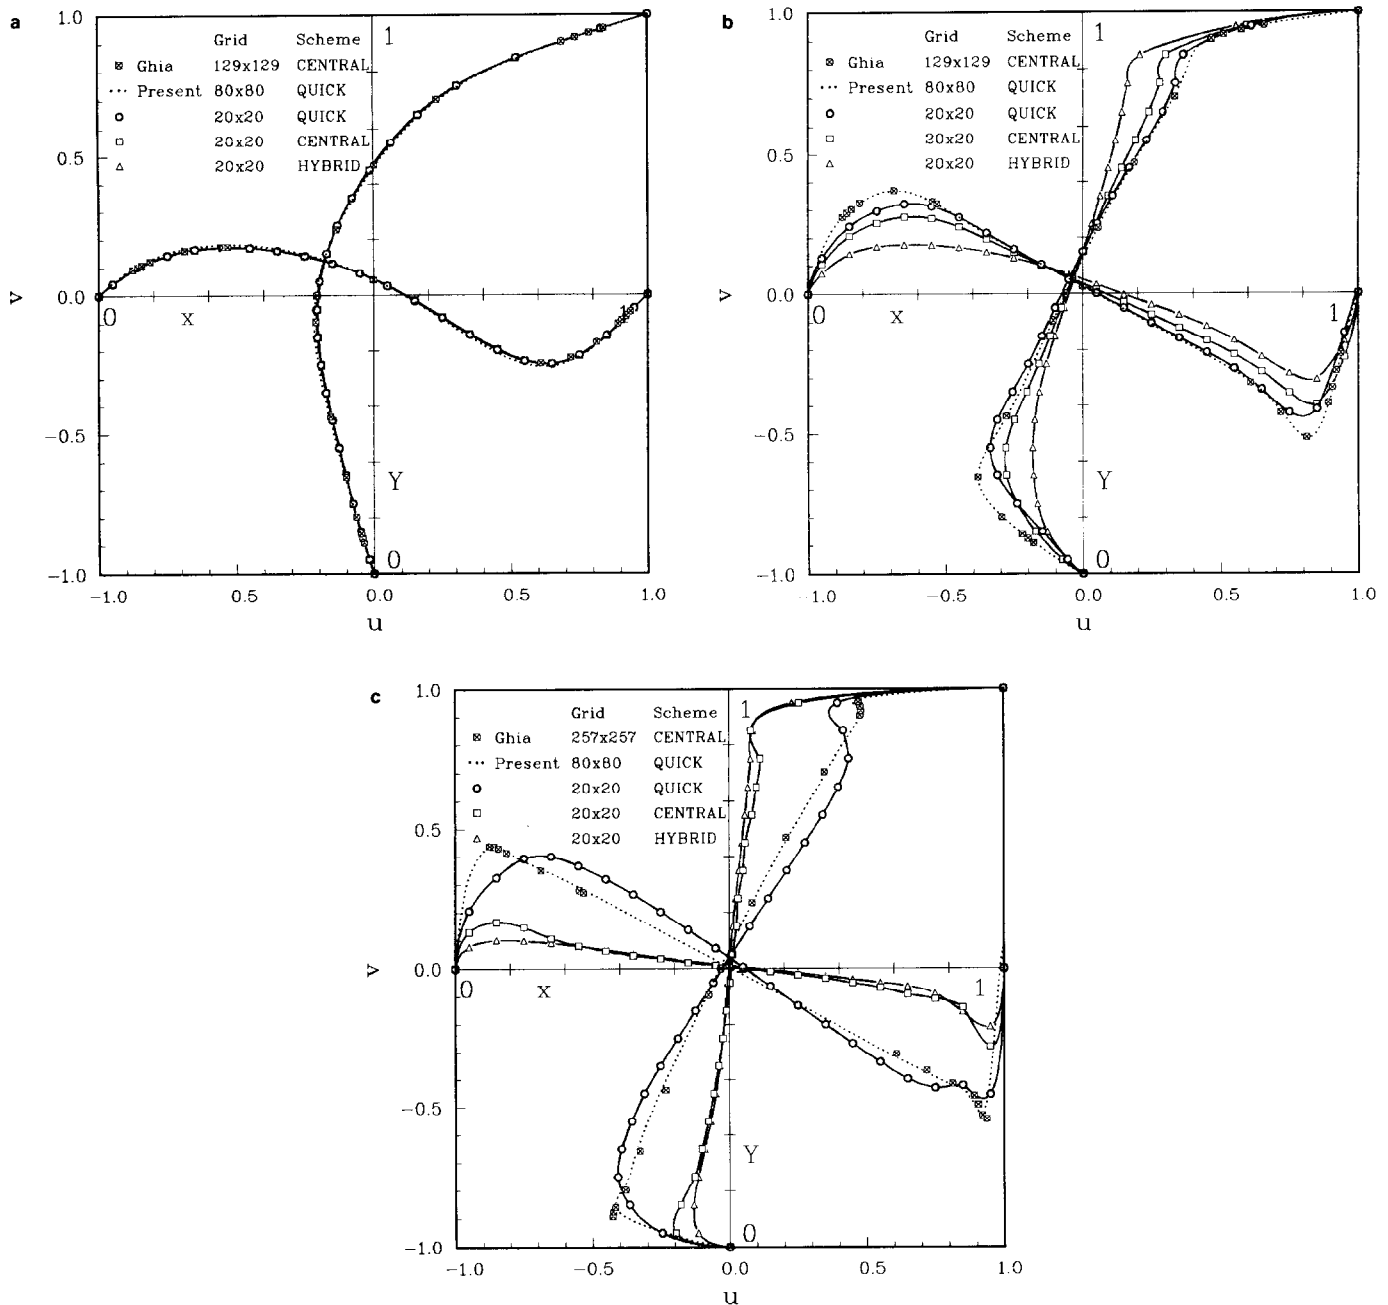 a
Grid Scheme
Ghia 129x129 CENTRAL
Present 80x80 QUICK
20x20 QUICK
20x20 CENTRAL
20x20 HYBRID
1.0
0.5
0.0
−0.5
−1.0
v
1
0
x
1
Y
0
−1.0 0.5 0.0 0.5 1.0
u
b
Grid Scheme
Ghia 129x129 CENTRAL
Present 80x80 QUICK
20x20 QUICK
20x20 CENTRAL
20x20 HYBRID
1.0
0.5
0.0
−0.5
−1.0
v
1
0
x
1
Y
0
−1.0 −0.5 0.0 0.5 1.0
u
c
Grid Scheme
Ghia 257x257 CENTRAL
Present 80x80 QUICK
20x20 QUICK
20x20 CENTRAL
20x20 HYBRID
1.0
0.5
0.0
−0.5
−1.0
v
1
0
x
1
Y
0
−1.0 −0.5 0.0 0.5 1.0
u